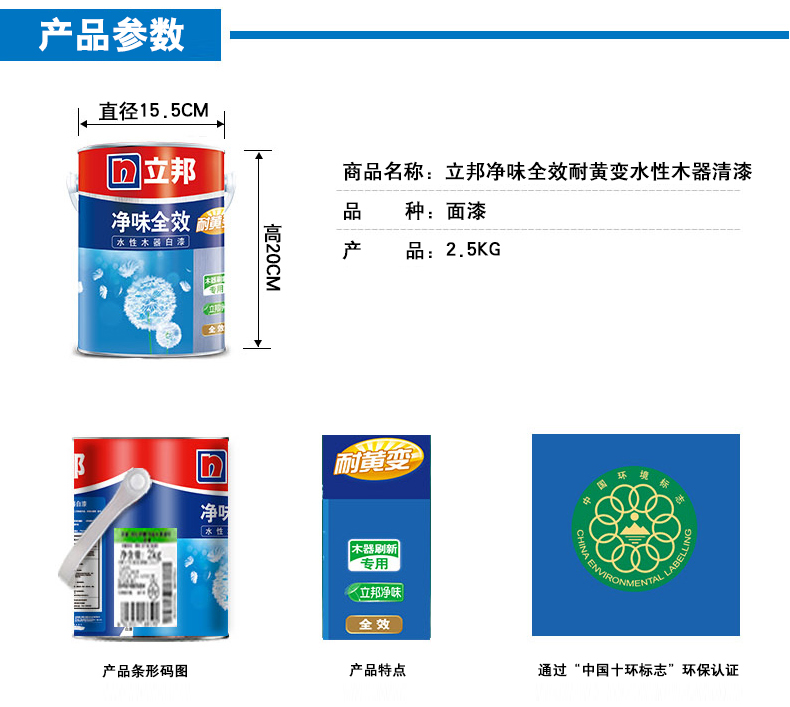 产品参数
直径15.5CM
n立邦
净味全效
耐黄变
水性木器白漆
木器刷新
专用
立邦净味
全效
高20CM
商品名称：立邦净味全效耐黄变水性木器清漆
品 种：面漆
产 品：2.5KG
邦
n
净味
水性木
净含量：2kg
耐黄变
木器刷新
专用
立邦净味
全效
中国环境标志
CHINA ENVIRONMENTAL LABELLING
产品条形码图
产品特点
通过“中国十环标志”环保认证